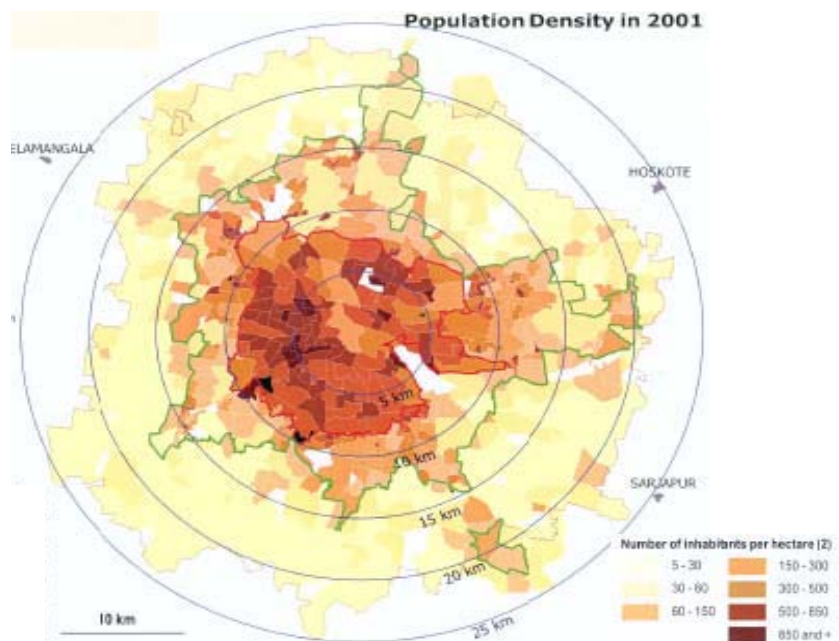 Population Density in 2001
ELAMANGALA
HOSKOTE
5 km
10 km
SARJAPUR
15 km
20 km
25 km
10 km
Number of inhabitants per hectare (2)
5 - 30
30 - 60
60 - 150
150 - 300
300 - 500
500 - 850
850 and +